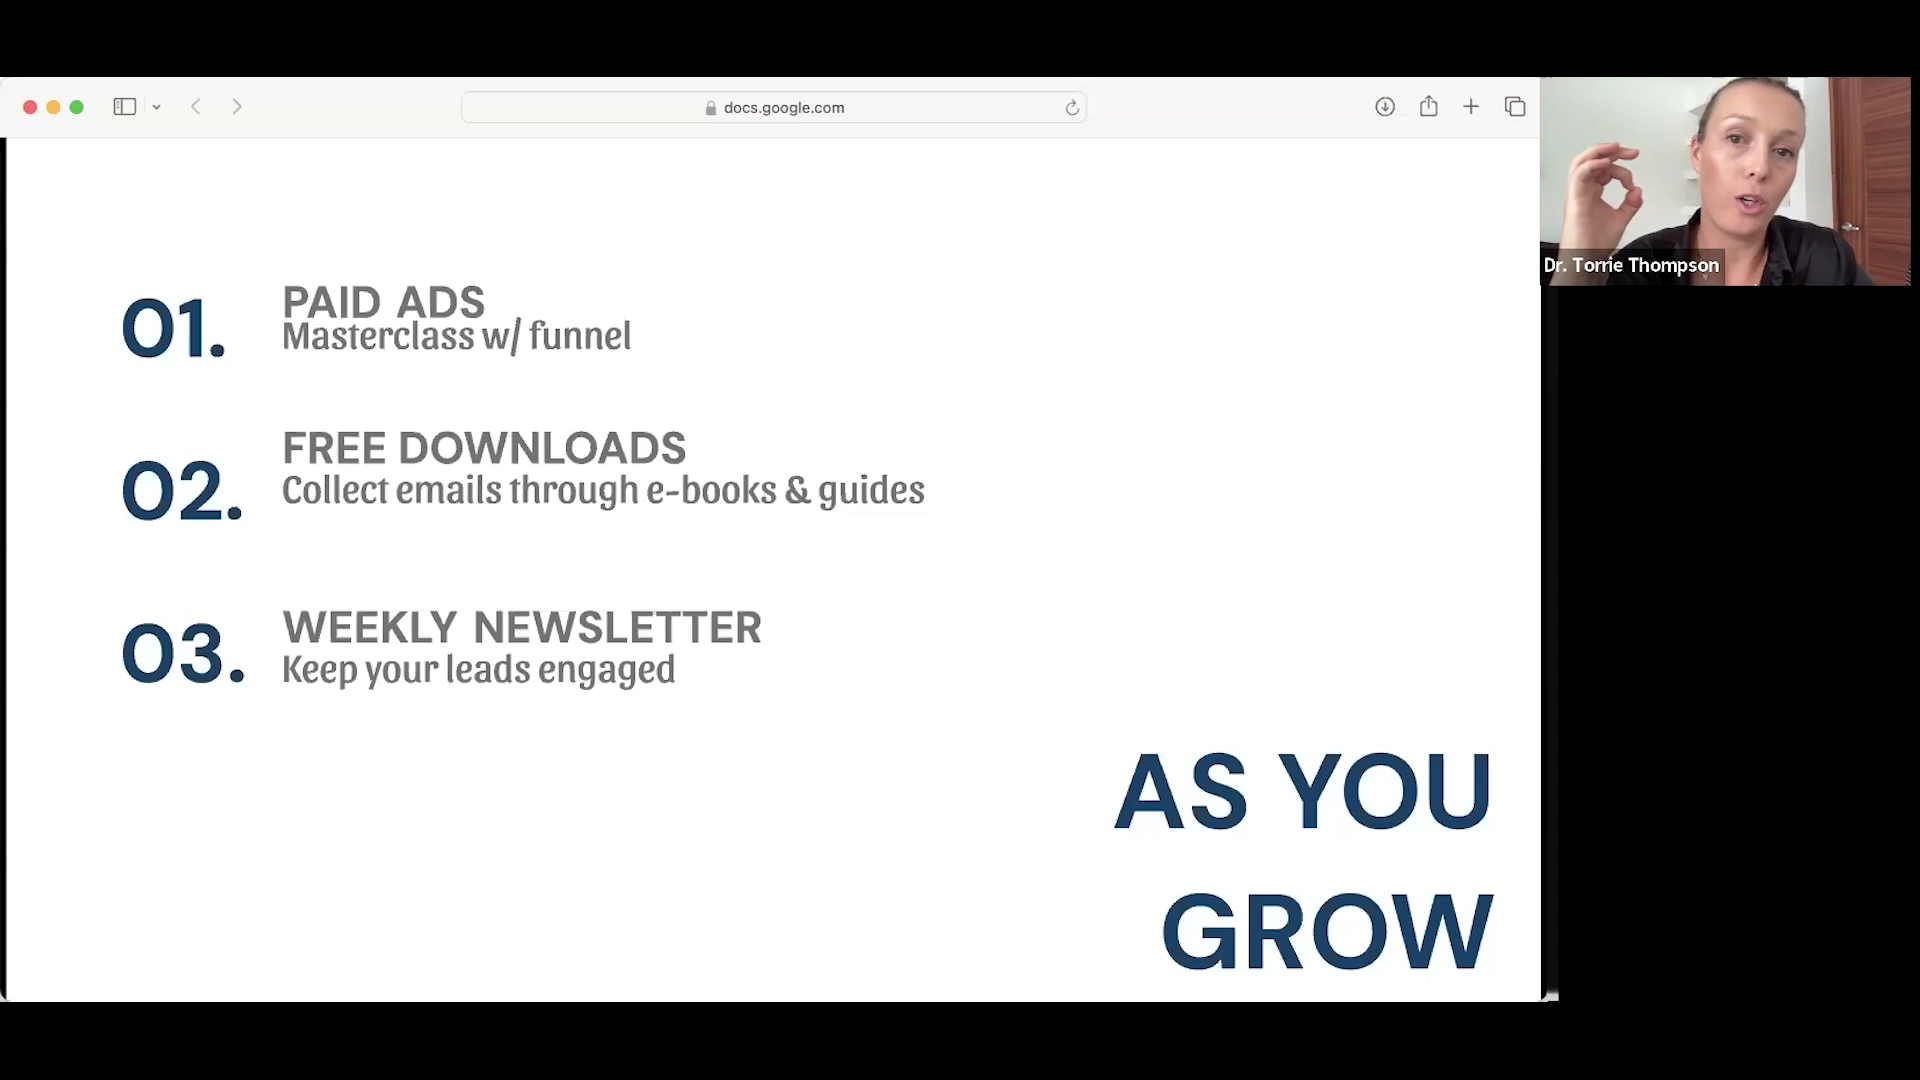 docs.google.com
Dr. Torrie Thompson
01.
PAID ADS
Masterclass w/ funnel
02.
FREE DOWNLOADS
Collect emails through e-books & guides
03.
WEEKLY NEWSLETTER
Keep your leads engaged
AS YOU
GROW